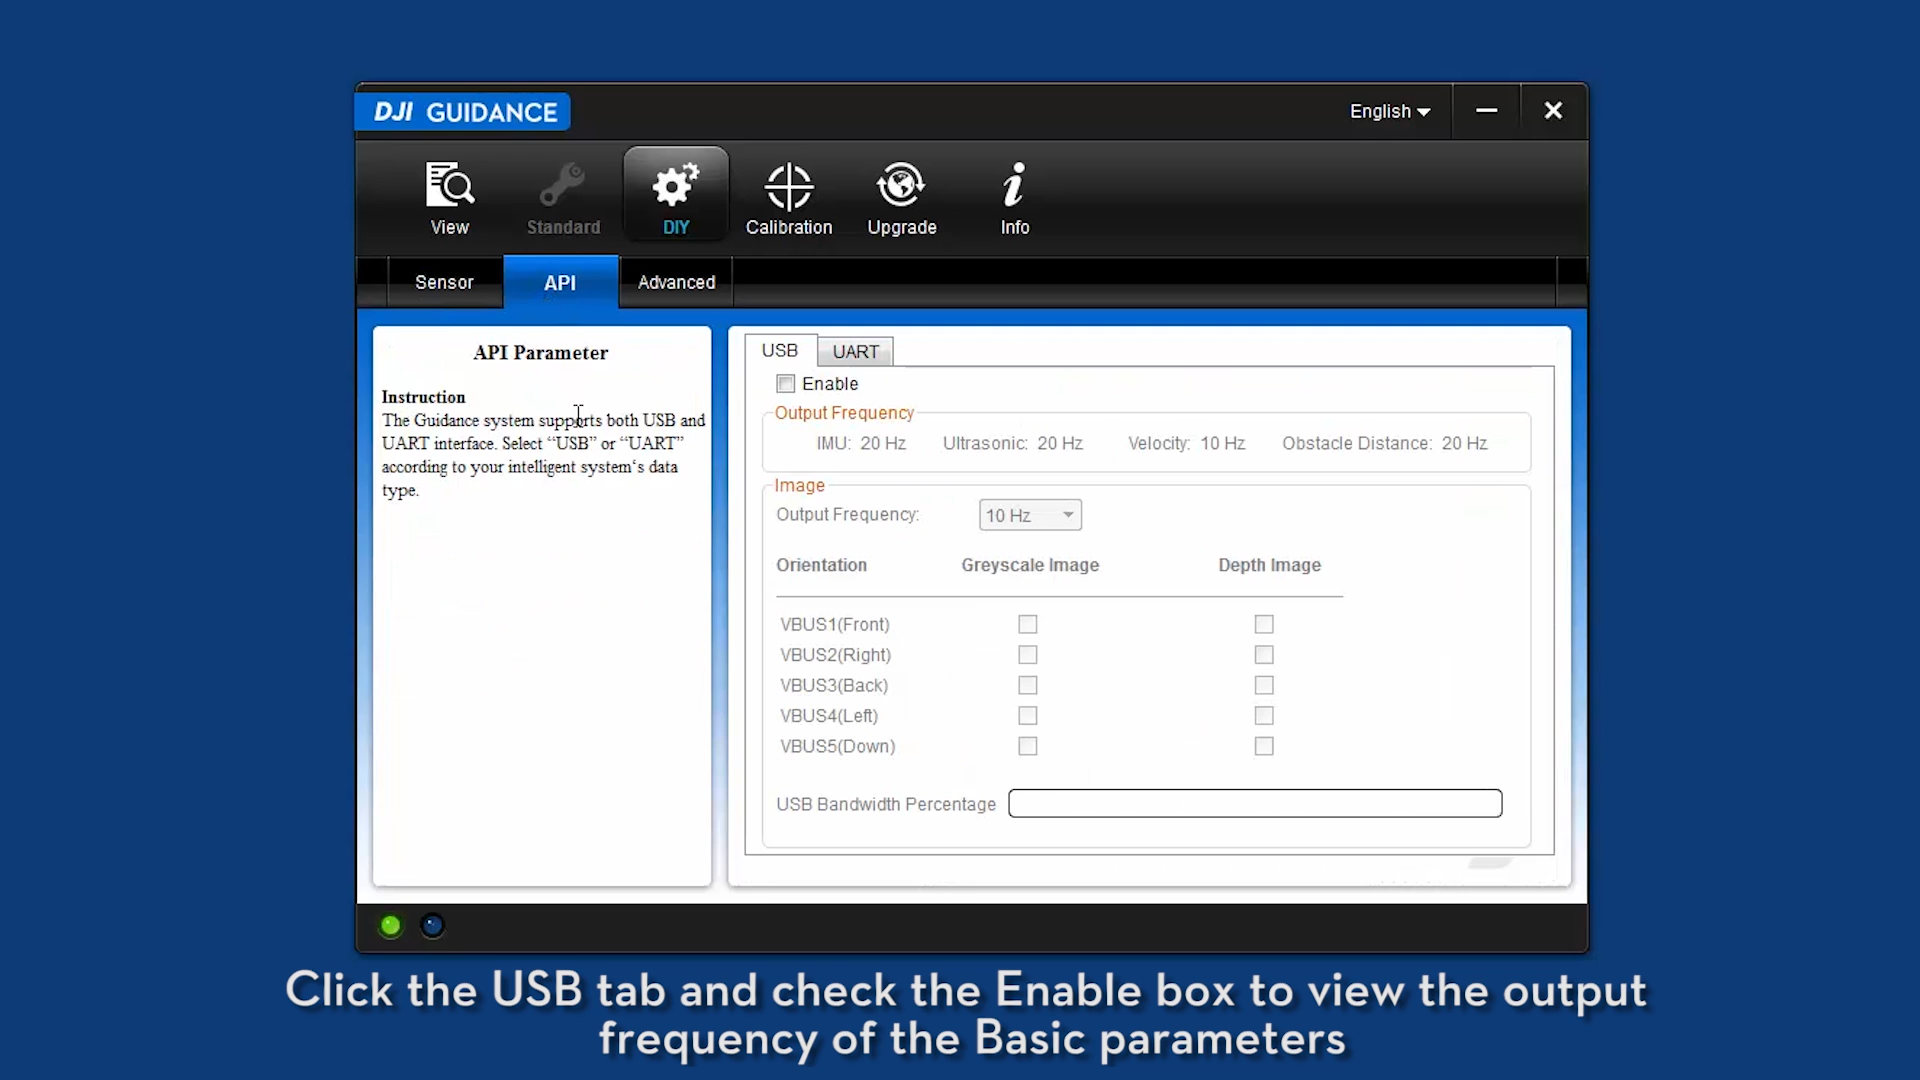 DJI GUIDANCE
English
View
Standard
DIY
Calibration
Upgrade
Info
Sensor
API
Advanced
API Parameter
Instruction
The Guidance system supports both USB and
UART interface. Select “USB” or “UART”
according to your intelligent system‘s data
type.
USB
UART
Enable
Output Frequency
IMU: 20 Hz Ultrasonic: 20 Hz Velocity: 10 Hz Obstacle Distance: 20 Hz
Image
Output Frequency: 10 Hz
Orientation Greyscale Image Depth Image
VBUS1(Front)
VBUS2(Right)
VBUS3(Back)
VBUS4(Left)
VBUS5(Down)
USB Bandwidth Percentage
Click the USB tab and check the Enable box to view the output
frequency of the Basic parameters